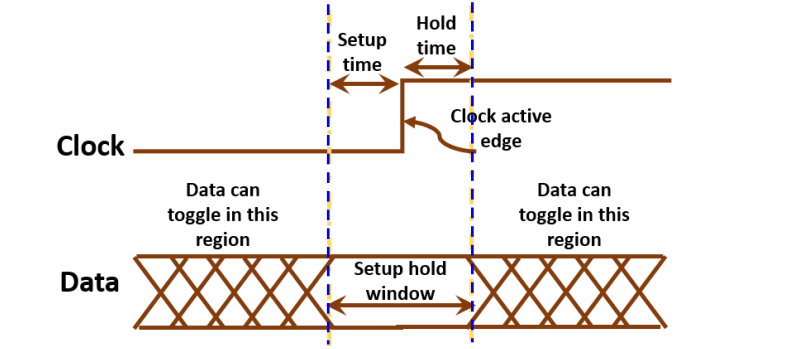 Setup
time
Hold
time
Clock active
edge
Clock
Data can
toggle in this
region
Data can
toggle in this
region
Data
Setup hold
window